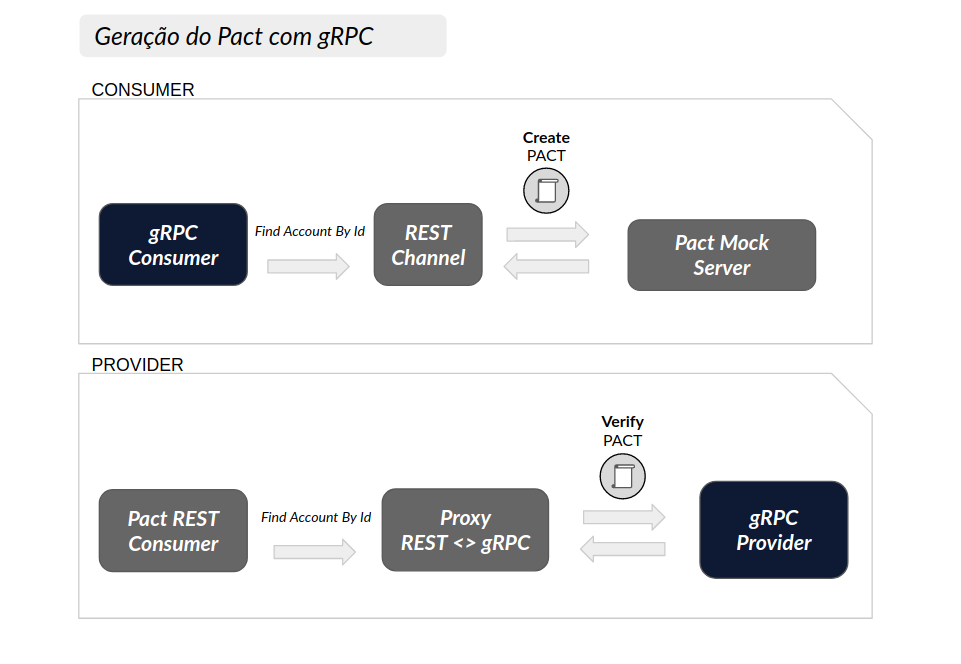 Geração do Pact com gRPC
CONSUMER
Create
PACT
gRPC
Consumer
Find Account By Id
REST
Channel
Pact Mock
Server
PROVIDER
Verify
PACT
Pact REST
Consumer
Find Account By Id
Proxy
REST <> gRPC
gRPC
Provider